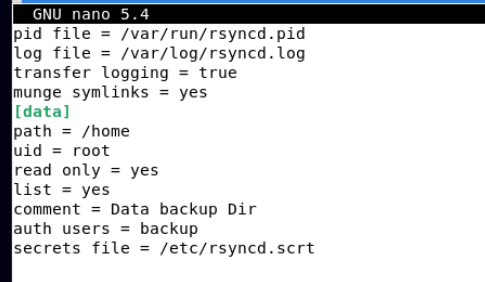 GNU nano 5.4
pid file = /var/run/rsyncd.pid
log file = /var/log/rsyncd.log
transfer logging = true
munge symlinks = yes
[data]
path = /home
uid = root
read only = yes
list = yes
comment = Data backup Dir
auth users = backup
secrets file = /etc/rsyncd.scrt